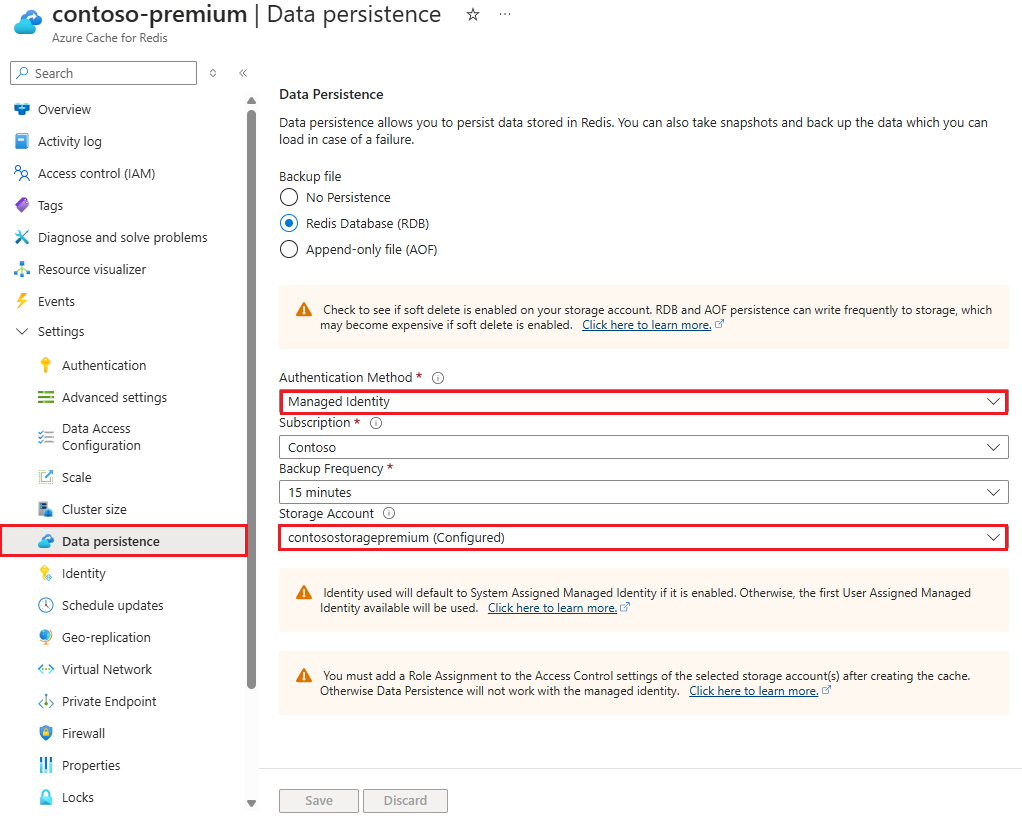 contoso-premium | Data persistence
Azure Cache for Redis
Search
Overview
Activity log
Access control (IAM)
Tags
Diagnose and solve problems
Resource visualizer
Events
Settings
Authentication
Advanced settings
Data Access
Configuration
Scale
Cluster size
Data persistence
Identity
Schedule updates
Geo-replication
Virtual Network
Private Endpoint
Firewall
Properties
Locks
Data Persistence
Data persistence allows you to persist data stored in Redis. You can also take snapshots and back up the data which you can
load in case of a failure.
Backup file
No Persistence
Redis Database (RDB)
Append-only file (AOF)
Check to see if soft delete is enabled on your storage account. RDB and AOF persistence can write frequently to storage, which
may become expensive if soft delete is enabled. Click here to learn more.
Authentication Method *
Managed Identity
Subscription *
Contoso
Backup Frequency *
15 minutes
Storage Account
contosostoragepremium (Configured)
Identity used will default to System Assigned Managed Identity if it is enabled. Otherwise, the first User Assigned Managed
Identity available will be used. Click here to learn more.
You must add a Role Assignment to the Access Control settings of the selected storage account(s) after creating the cache.
Otherwise Data Persistence will not work with the managed identity. Click here to learn more.
Save
Discard